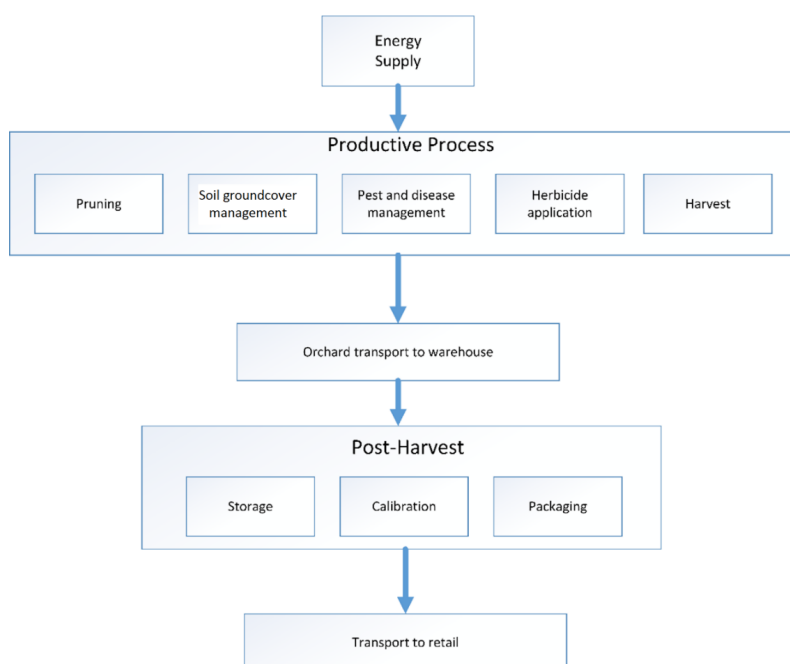 Energy
Supply
Productive Process
Pruning
Soil groundcover
management
Pest and disease
management
Herbicide
application
Harvest
Orchard transport to warehouse
Post-Harvest
Storage
Calibration
Packaging
Transport to retail